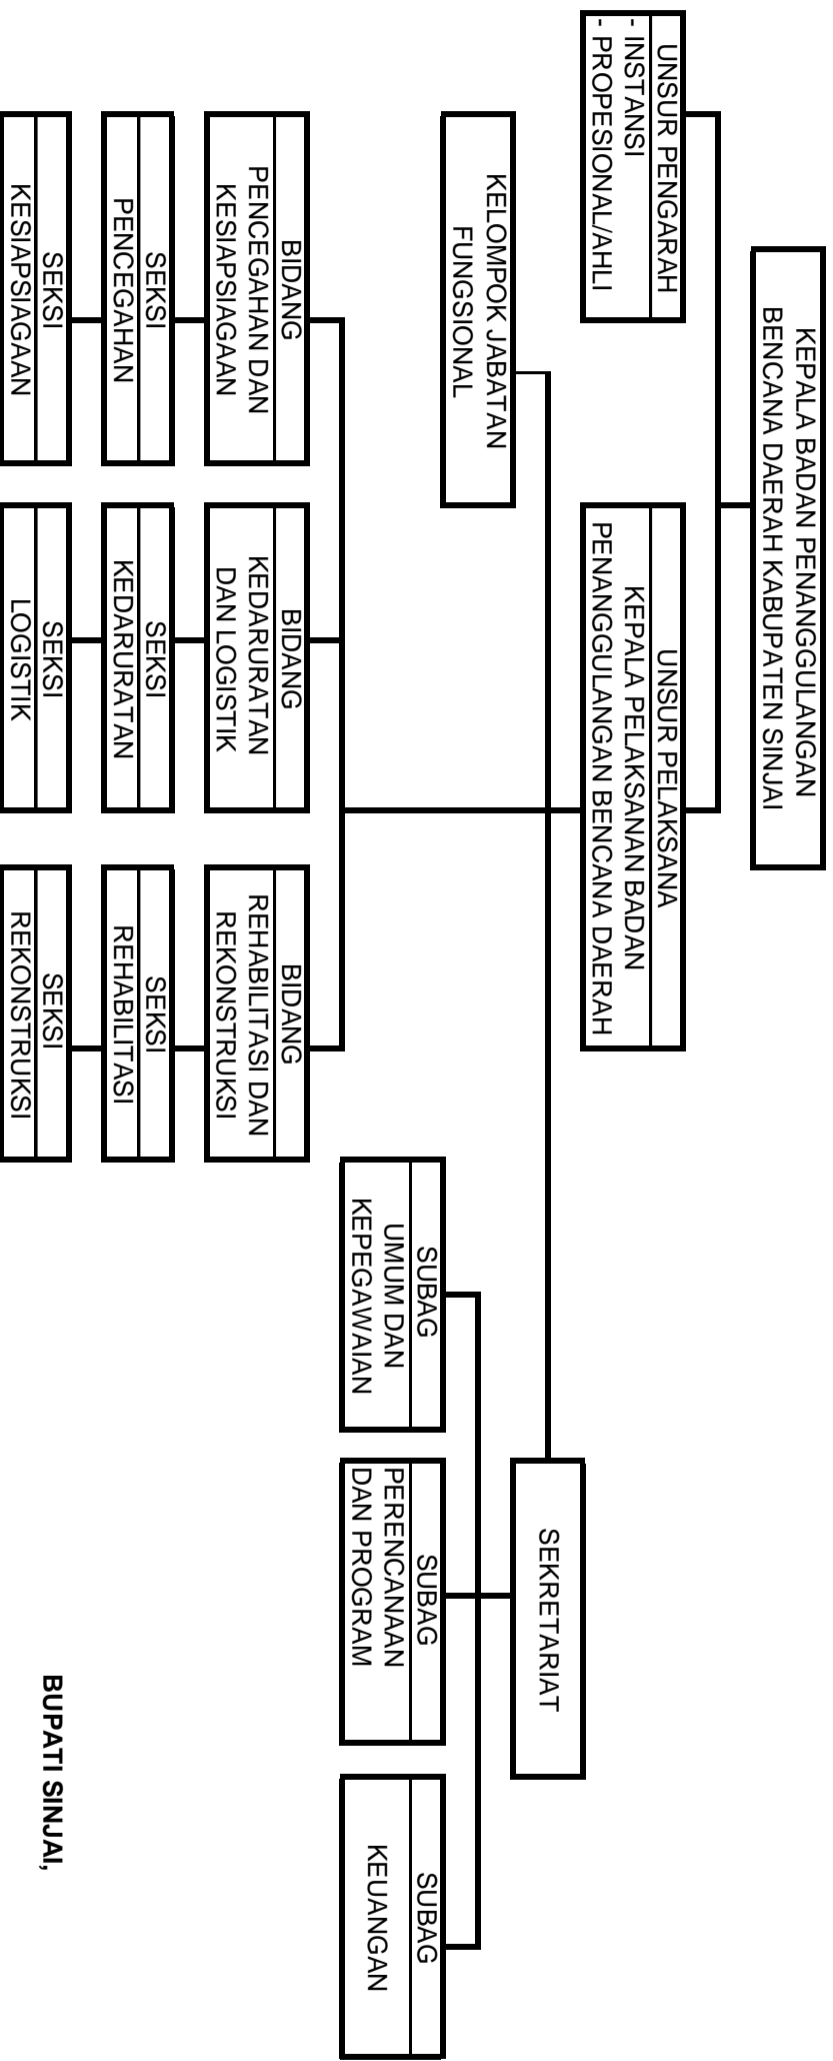 KEPALA BADAN PENANGGULANGAN
BENCANA DAERAH KABUPATEN SINJAI
UNSUR PENGARAH
- INSTANSI
- PROPESIONAL/AHLI
UNSUR PELAKSANA
KEPALA PELAKSANAN BADAN
PENANGGULANGAN BENCANA DAERAH
KELOMPOK JABATAN
FUNGSIONAL
SEKRETARIAT
SUBAG
UMUM DAN
KEPEGAWAIAN
SUBAG
PERENCANAAN
DAN PROGRAM
SUBAG
KEUANGAN
BIDANG
PENCEGAHAN DAN
KESIAPSIAGAAN
BIDANG
KEDARURATAN
DAN LOGISTIK
BIDANG
REHABILITASI DAN
REKONSTRUKSI
SEKSI
PENCEGAHAN
SEKSI
KEDARURATAN
SEKSI
REHABILITASI
SEKSI
KESIAPSIAGAAN
SEKSI
LOGISTIK
SEKSI
REKONSTRUKSI
BUPATI SINJAI,